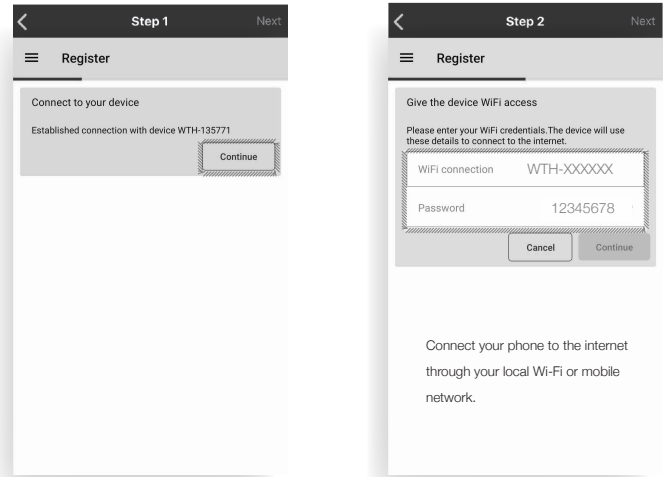 Step 1
Next
Register
Connect to your device
Established connection with device WTH-135771
Continue
Step 2
Next
Register
Give the device WiFi access
Please enter your WiFi credentials.The device will use
these details to connect to the internet.
WiFi connection WTH-XXXXXX
Password 12345678
Cancel Continue
Connect your phone to the internet
through your local Wi-Fi or mobile
network.